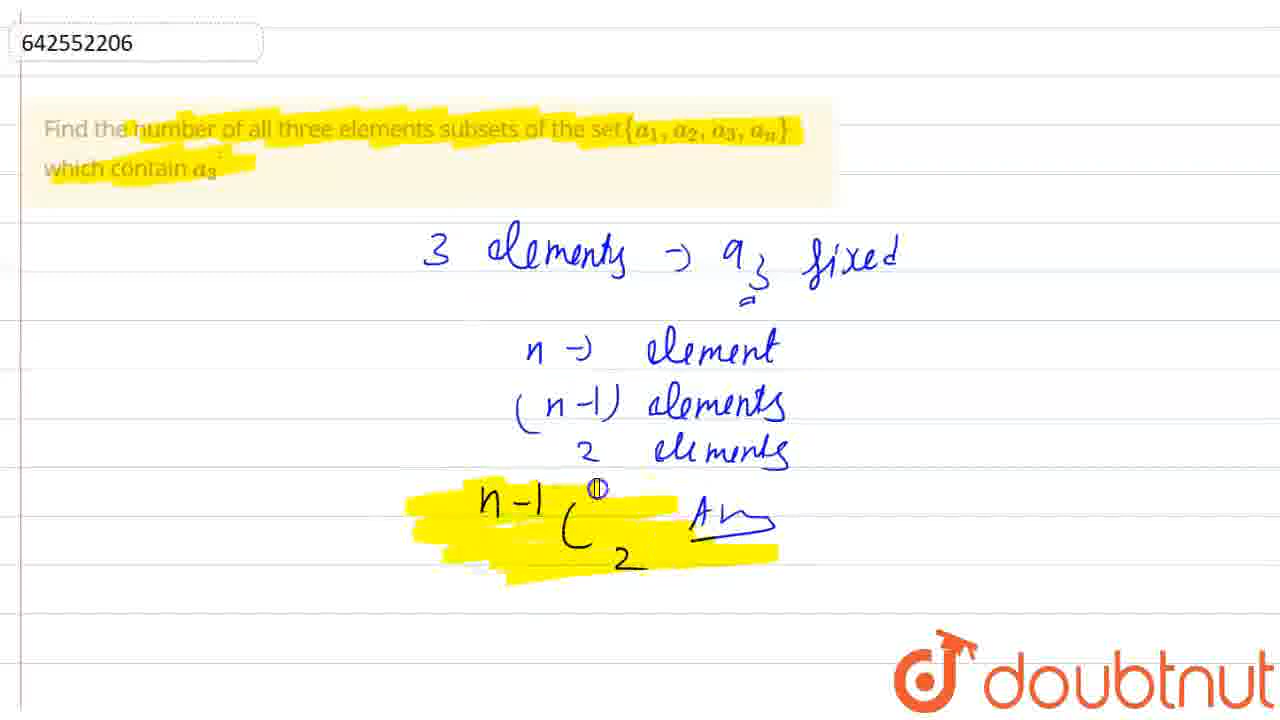 642552206
Find the number of all three elements subsets of the set{a₁, a₂, a₃, aₙ}
which contain a₃
3 elements → a₃ fixed
n → element
(n-1) elements
2 elements
ⁿ⁻¹C₂ Ans
doubtnut